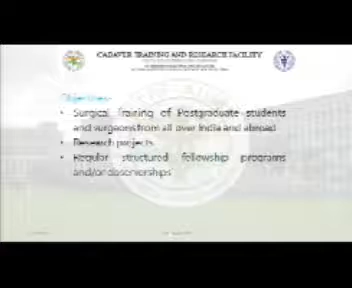 CADAVER TRAINING AND RESEARCH FACILITY
Objectives:
• Surgical Training of Postgraduate students
and surgeons from all over India and abroad
• Research projects
• Regular structured fellowship programs
and/or observerships